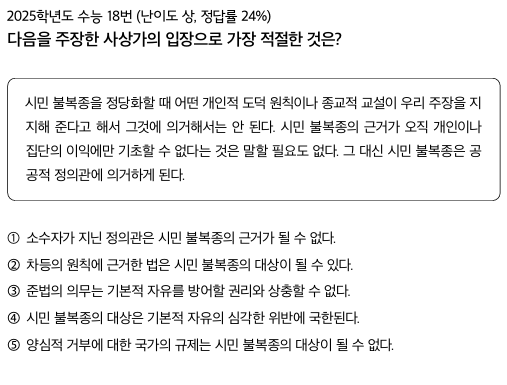 2025학년도 수능 18번 (난이도 상, 정답률 24%)
다음을 주장한 사상가의 입장으로 가장 적절한 것은?
시민 불복종을 정당화할 때 어떤 개인적 도덕 원칙이나 종교적 교설이 우리 주장을 지
지해 준다고 해서 그것에 의거해서는 안 된다. 시민 불복종의 근거가 오직 개인이나
집단의 이익에만 기초할 수 없다는 것은 말할 필요도 없다. 그 대신 시민 불복종은 공
공적 정의관에 의거하게 된다.
① 소수자가 지닌 정의관은 시민 불복종의 근거가 될 수 없다.
② 차등의 원칙에 근거한 법은 시민 불복종의 대상이 될 수 있다.
③ 준법의 의무는 기본적 자유를 방어할 권리와 상충할 수 없다.
④ 시민 불복종의 대상은 기본적 자유의 심각한 위반에 국한된다.
⑤ 양심적 거부에 대한 국가의 규제는 시민 불복종의 대상이 될 수 없다.